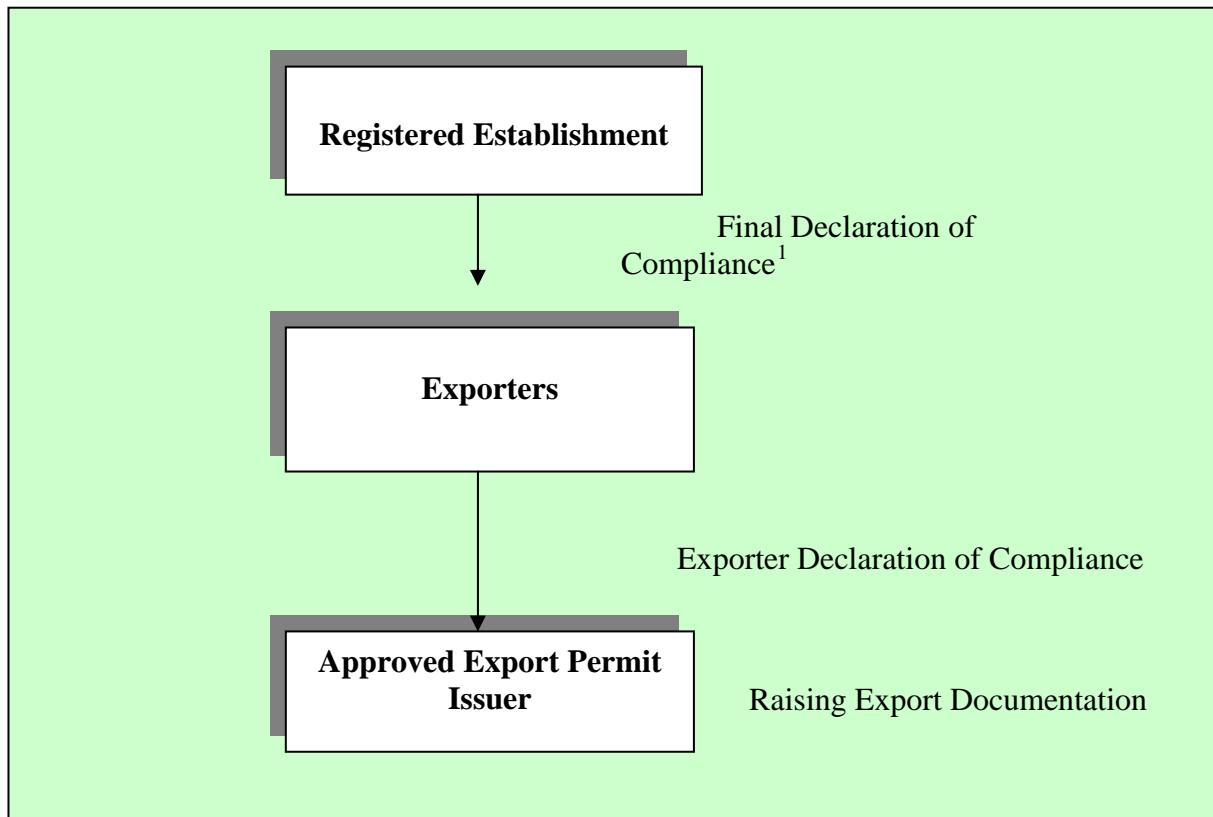 Registered Establishment
Final Declaration of
Compliance1
Exporters
Exporter Declaration of Compliance
Approved Export Permit
Issuer
Raising Export Documentation